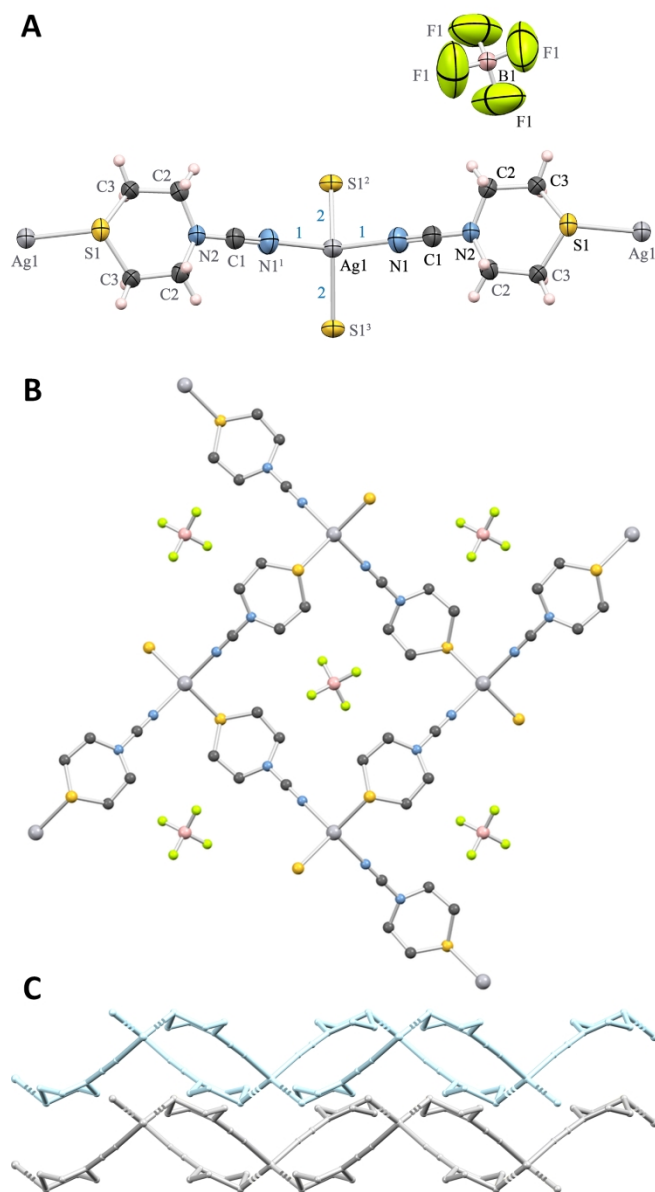 A
F1
F1
B1
F1
F1
C2 S1² C2
C3 C3
2
1 1
Ag1 S1 N2 C1 N1¹ Ag1 N1 C1 N2 S1 Ag1
C3 C2 2 C2 C3
S1³
B
C